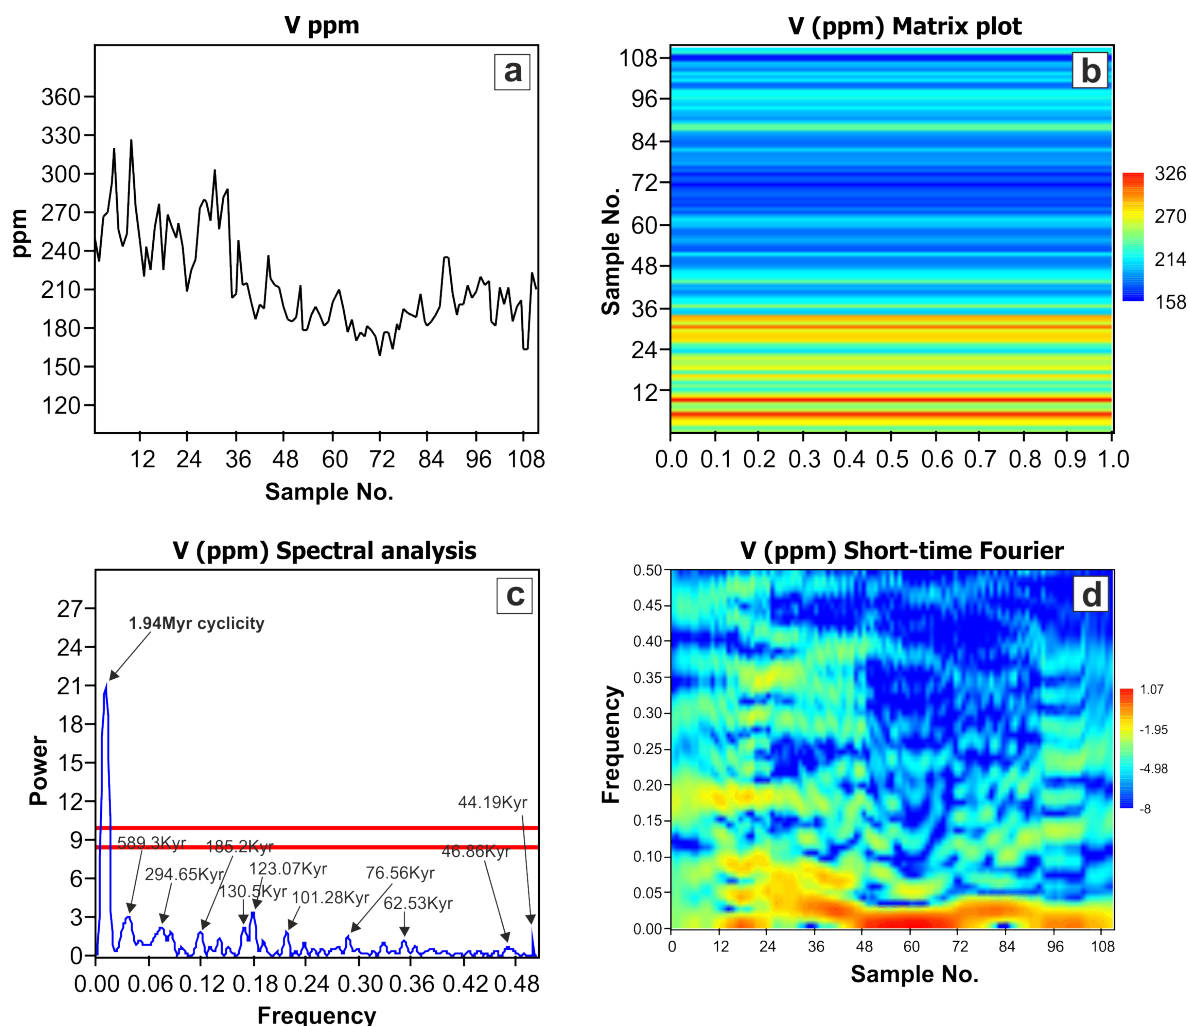 V ppm
a
360
330
300
270
240
210
180
150
120
ppm
12 24 36 48 60 72 84 96 108
Sample No.
V (ppm) Matrix plot
b
108
96
84
72
60
48
36
24
12
Sample No.
0.0 0.1 0.2 0.3 0.4 0.5 0.6 0.7 0.8 0.9 1.0
326
270
214
158
V (ppm) Spectral analysis
c
27
24
21
18
15
12
9
6
3
0
Power
1.94Myr cyclicity
44.19Kyr
589.3Kyr
185.2Kyr
46.86Kyr
294.65Kyr
123.07Kyr
76.56Kyr
130.5Kyr
101.28Kyr
62.53Kyr
0.00 0.06 0.12 0.18 0.24 0.30 0.36 0.42 0.48
Frequency
V (ppm) Short-time Fourier
d
0.50
0.45
0.40
0.35
0.30
0.25
0.20
0.15
0.10
0.05
0.00
Frequency
0 12 24 36 48 60 72 84 96 108
Sample No.
1.07
-1.95
-4.98
-8